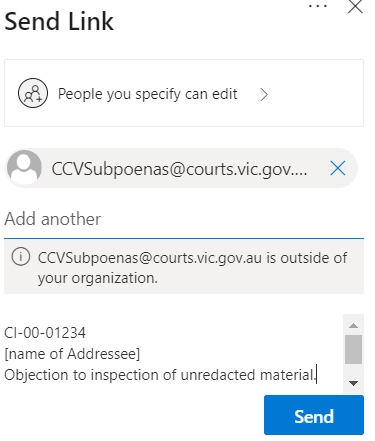 Send Link
People you specify can edit
CCVSubpoenas@courts.vic.gov....
Add another
CCVSubpoenas@courts.vic.gov.au is outside of
your organization.
CI-00-01234
[name of Addressee]
Objection to inspection of unredacted material.
Send